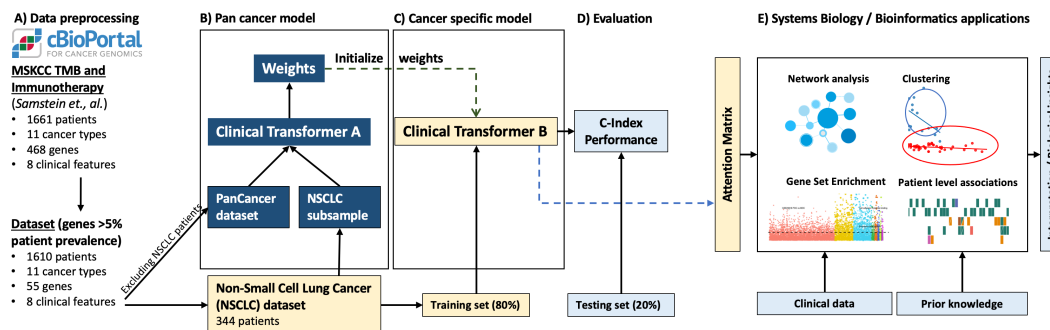 A) Data preprocessing
cBioPortal
FOR CANCER GENOMICS
MSKCC TMB and
Immunotherapy
(Samstein et., al.)
• 1661 patients
• 11 cancer types
• 468 genes
• 8 clinical features
Dataset (genes >5%
patient prevalence)
• 1610 patients
• 11 cancer types
• 55 genes
• 8 clinical features
Excluding NSCLC patients
B) Pan cancer model
Weights
Initialize weights
Clinical Transformer A
PanCancer
dataset
NSCLC
subsample
Non-Small Cell Lung Cancer
(NSCLC) dataset
344 patients
C) Cancer specific model
Clinical Transformer B
Training set (80%)
D) Evaluation
C-Index
Performance
Testing set (20%)
E) Systems Biology / Bioinformatics applications
Attention Matrix
Network analysis
Clustering
Gene Set Enrichment
Patient level associations
Clinical data
Prior knowledge